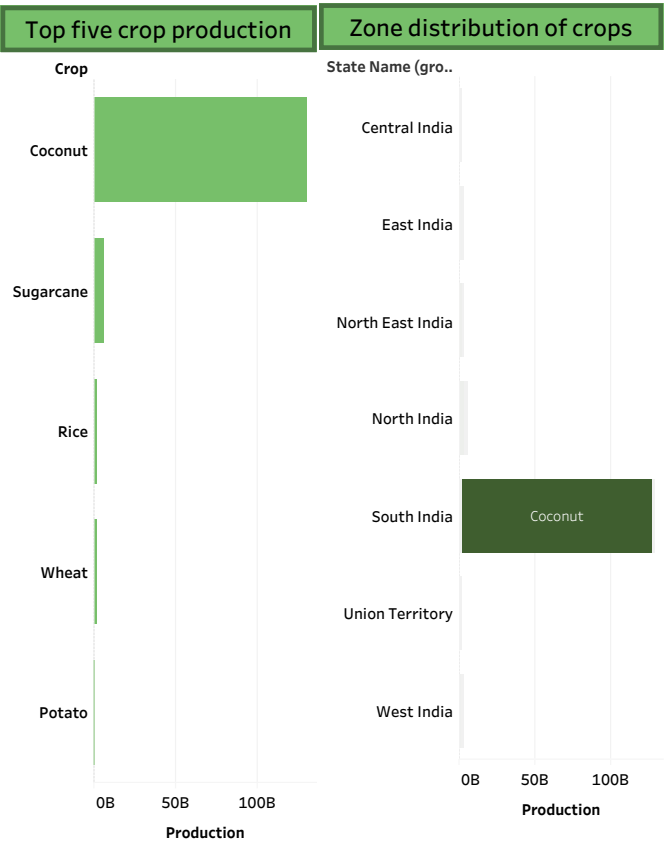 Top five crop production
Crop
Coconut
Sugarcane
Rice
Wheat
Potato
0B 50B 100B
Production
Zone distribution of crops
State Name (gro..
Central India
East India
North East India
North India
South India
Coconut
Union Territory
West India
0B 50B 100B
Production